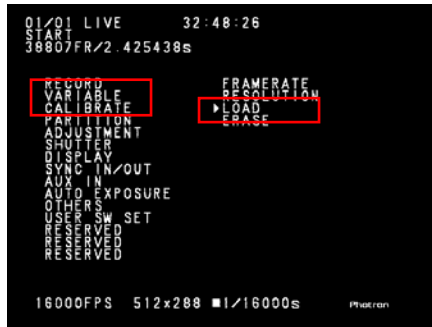 01/01 LIVE 32:48:26
START
38807FR/2.425438s
RECORD FRAMERATE
VARIABLE RESOLUTION
CALIBRATE ▶LOAD
PARTITION ERASE
ADJUSTMENT
SHUTTER
DISPLAY
SYNC IN/OUT
AUX IN
AUTO EXPOSURE
OTHERS
USER SW SET
RESERVED
RESERVED
RESERVED
16000FPS 512x288 ■1/16000s Photron